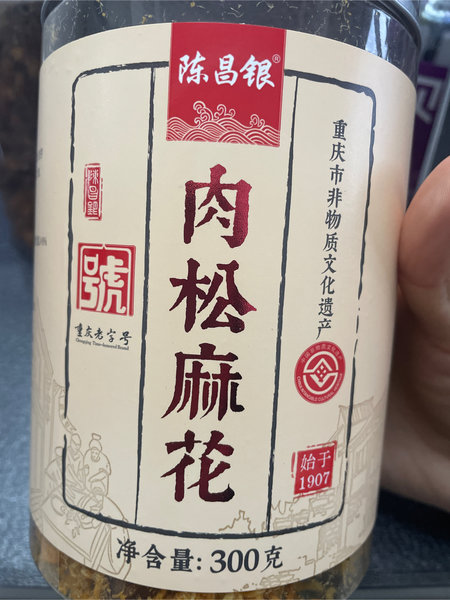 陈昌银®
肉松麻花
重庆市非物质文化遗产
陈昌银
號
重庆老字号
Chongqing Time-honored Brand
始于
1907
净含量: 300克